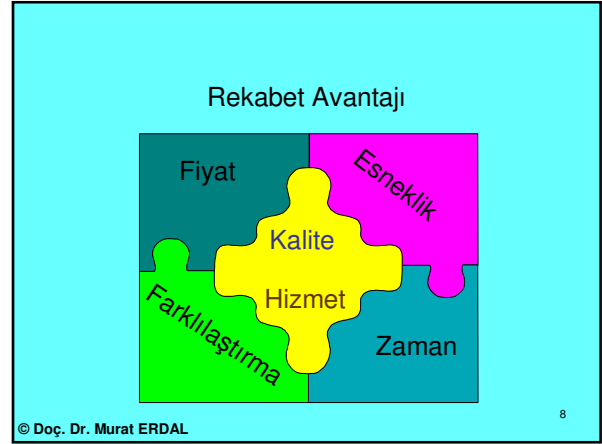 Rekabet Avantajı
Fiyat
Esneklik
Kalite
Hizmet
Farklılaştırma
Zaman
8
© Doç. Dr. Murat ERDAL